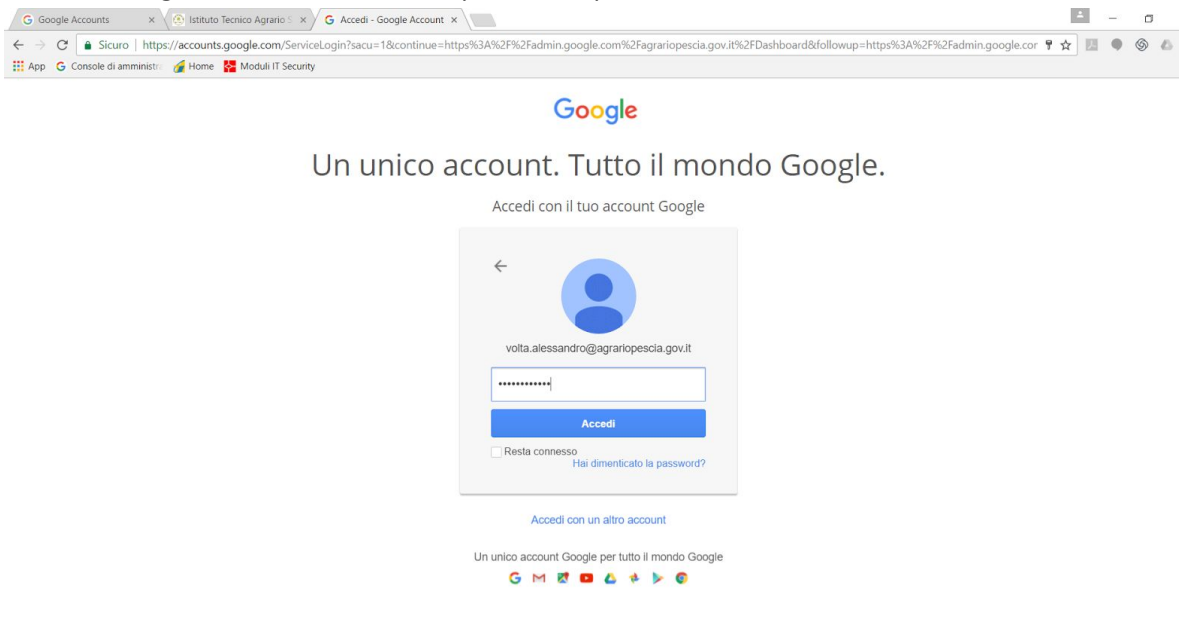 Google Accounts
Istituto Tecnico Agrario S
Accedi - Google Account
Sicuro | https://accounts.google.com/ServiceLogin?sacu=1&continue=https%3A%2F%2Fadmin.google.com%2Fagrariopescia.gov.it%2FDashboard&followup=https%3A%2F%2Fadmin.google.cor
App
Console di amministra
Home
Moduli IT Security
Google
Un unico account. Tutto il mondo Google.
Accedi con il tuo account Google
volta.alessandro@agrariopescia.gov.it
••••••••••••
Accedi
Resta connesso
Hai dimenticato la password?
Accedi con un altro account
Un unico account Google per tutto il mondo Google